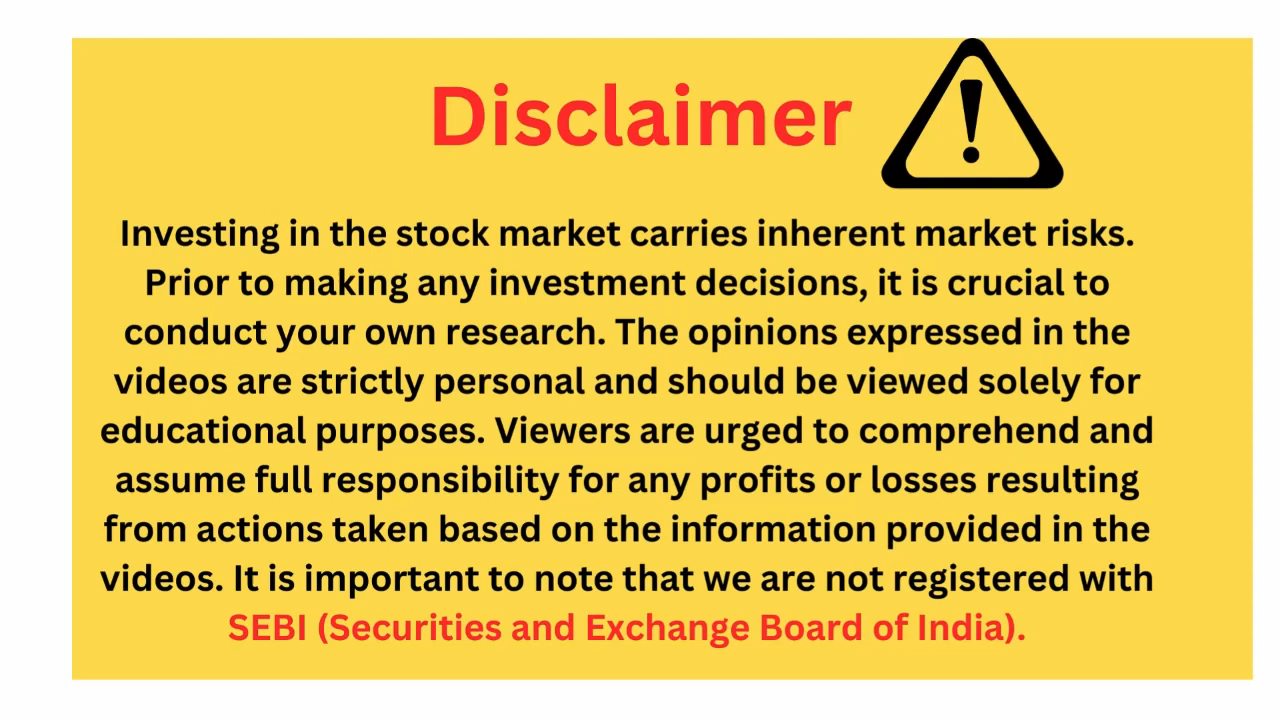 Disclaimer
Investing in the stock market carries inherent market risks.
Prior to making any investment decisions, it is crucial to
conduct your own research. The opinions expressed in the
videos are strictly personal and should be viewed solely for
educational purposes. Viewers are urged to comprehend and
assume full responsibility for any profits or losses resulting
from actions taken based on the information provided in the
videos. It is important to note that we are not registered with
SEBI (Securities and Exchange Board of India).